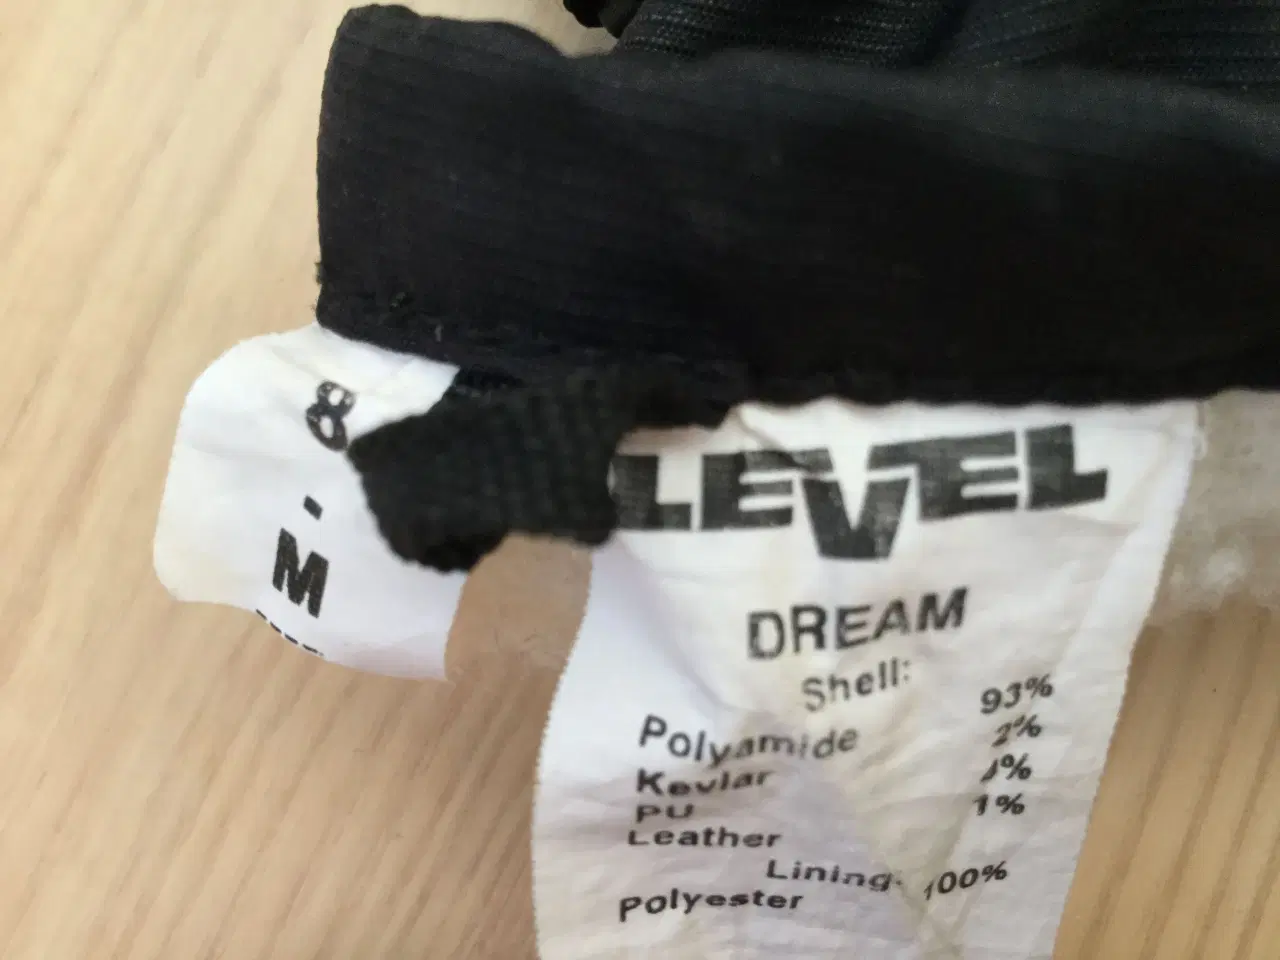 8
-
M
LEVEL
DREAM
Shell:
Polyamide 93%
Kevlar 2%
PU 4%
Leather 1%
Lining: 100%
Polyester